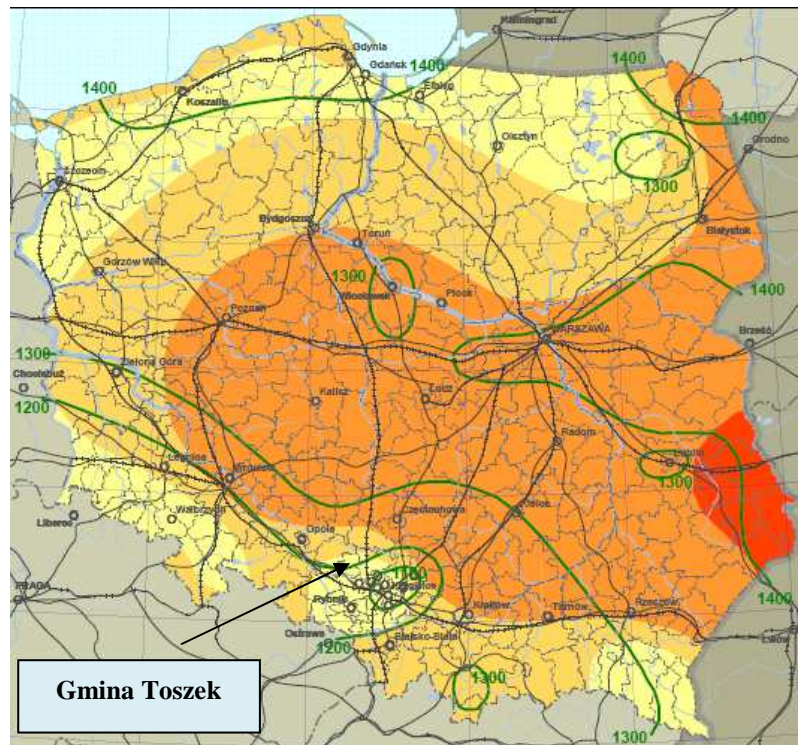 Kaliningrad
Gdynia
Gdańsk
1400
1400
Koszalin
Elbląg
Olsztyn
1400
Grodno
1300
Szczecin
Bydgoszcz
Toruń
Białystok
Gorzów Wlkp.
1300
Włocławek
Płock
1400
Poznań
WARSZAWA
Brześć
1300
Zielona Góra
Chociebuż
1200
Kalisz
Łódź
Radom
Lublin
1300
Legnica
Wrocław
Liberec
Wałbrzych
Opole
Częstochowa
Kielce
1100
PRAGA
Rybnik
Kraków
Tarnów
Rzeszów
1400
Lwów
Ostrawa
1200
Bielsko-Biała
1300
1300
Gmina Toszek